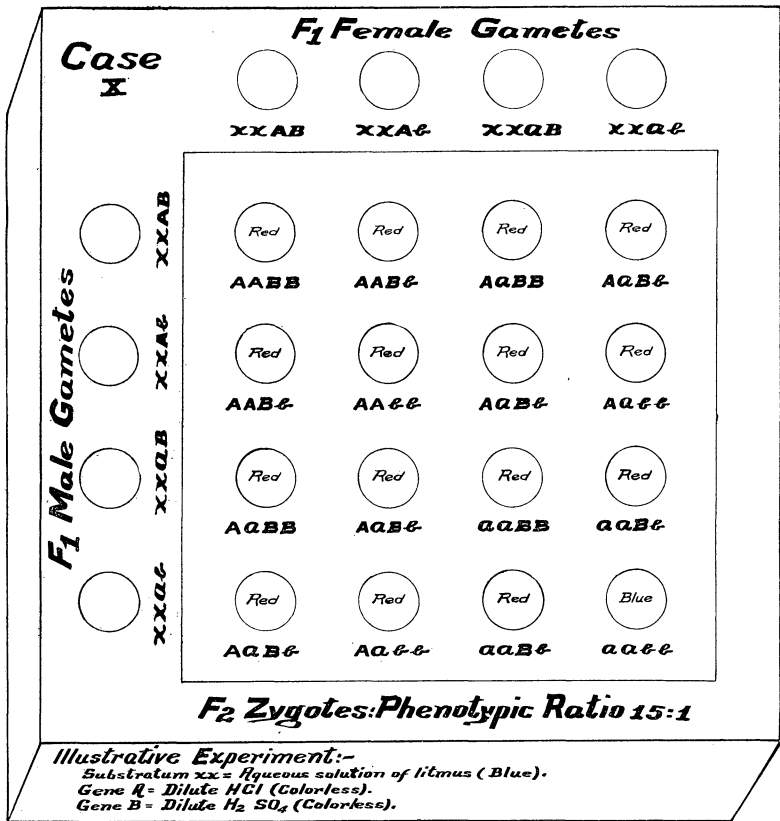 F1 Female Gametes
Case
X
xxAB xxAb xxaB xxab
xxAB
Red Red Red Red
AABB AABb AaBB AaBb
xxAb
Red Red Red Red
AABb AAbb AaBb Aabb
F1 Male Gametes
xxaB
Red Red Red Red
AaBB AaBb aaBB aaBb
xxab
Red Red Red Blue
AaBb Aabb aaBb aabb
F2 Zygotes: Phenotypic Ratio 15:1
Illustrative Experiment:-
Substratum xx = Aqueous solution of litmus (Blue).
Gene A = Dilute HCl (Colorless).
Gene B = Dilute H2 SO4 (Colorless).